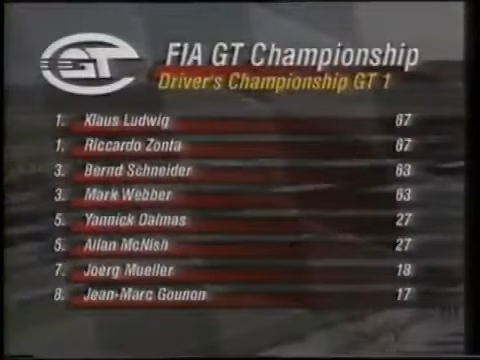 GT
FIA GT Championship
Driver's Championship GT 1
1. Klaus Ludwig 67
1. Riccardo Zonta 67
3. Bernd Schneider 63
3. Mark Webber 63
5. Yannick Dalmas 27
5. Allan McNish 27
7. Joerg Mueller 18
8. Jean-Marc Gounon 17